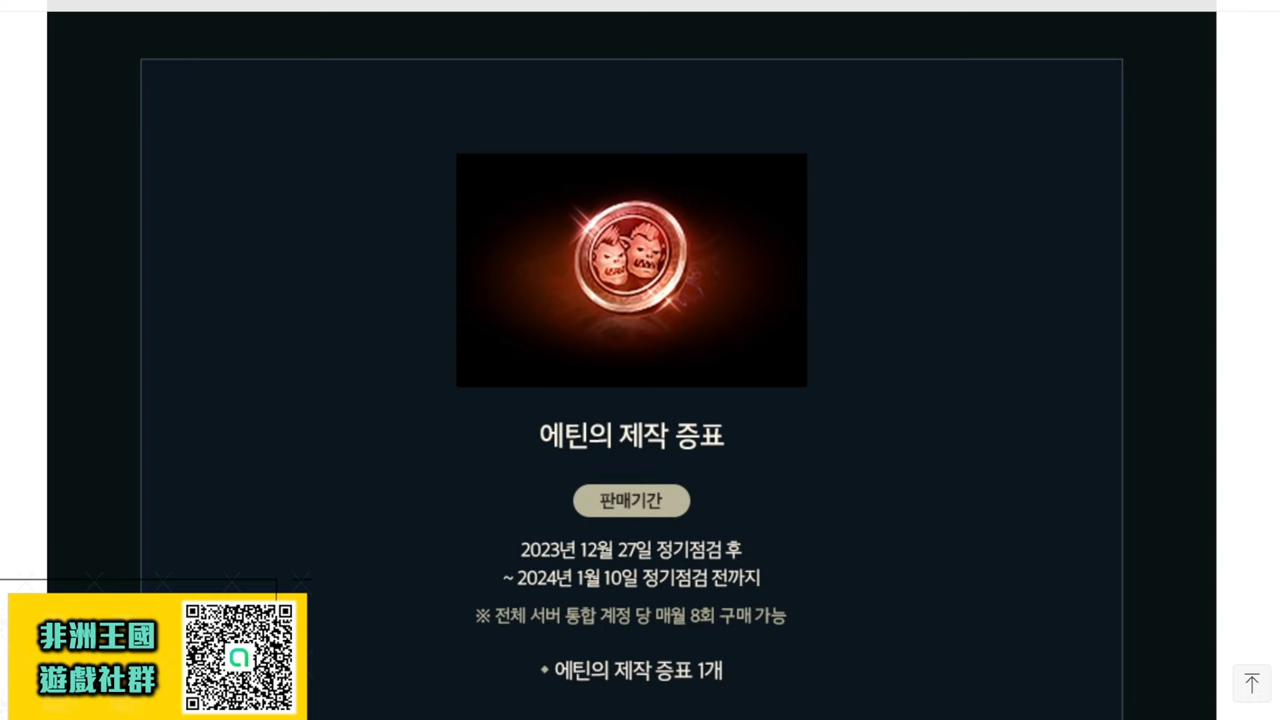 에틴의 제작 증표
판매기간
2023년 12월 27일 정기점검 후
~ 2024년 1월 10일 정기점검 전까지
※ 전체 서버 통합 계정 당 매월 8회 구매 가능
◆ 에틴의 제작 증표 1개
非洲王國
遊戲社群